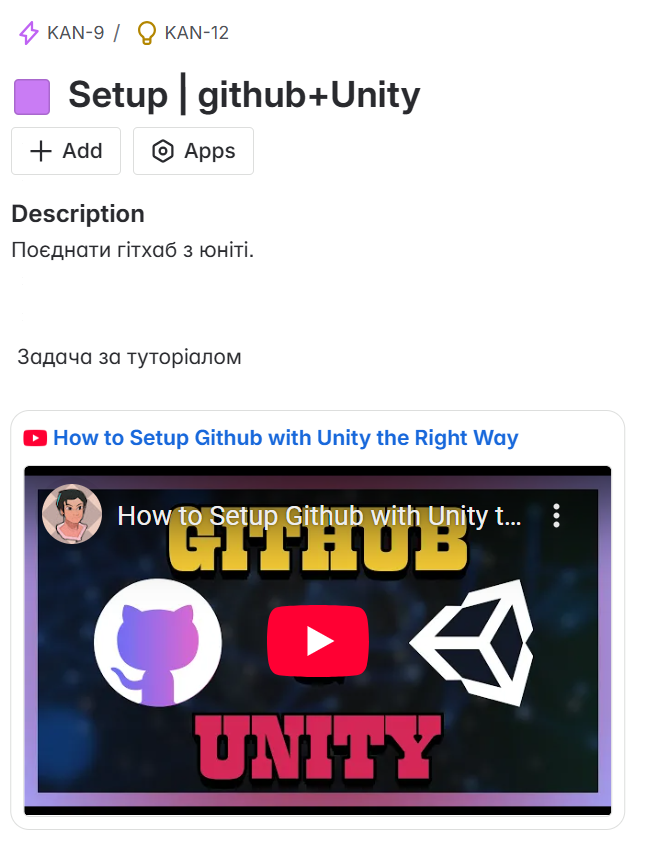 KAN-9 / KAN-12
Setup | github+Unity
Add Apps
Description
Поєднати гітхаб з юніті.
Задача за туторіалом
How to Setup Github with Unity the Right Way
How to Setup Github with Unity t...
GITHUB
UNITY